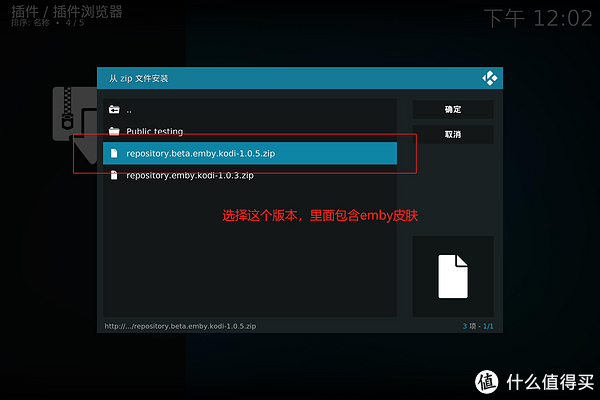 插件 / 插件浏览器
排序: 名称 • 4 / 5
下午 12:02
从 zip 文件安装
..
Public testing
repository.beta.emby.kodi-1.0.5.zip
repository.emby.kodi-1.0.3.zip
确定
取消
选择这个版本，里面包含emby皮肤
http://.../repository.beta.emby.kodi-1.0.5.zip
3 项 - 1/1
值 什么值得买